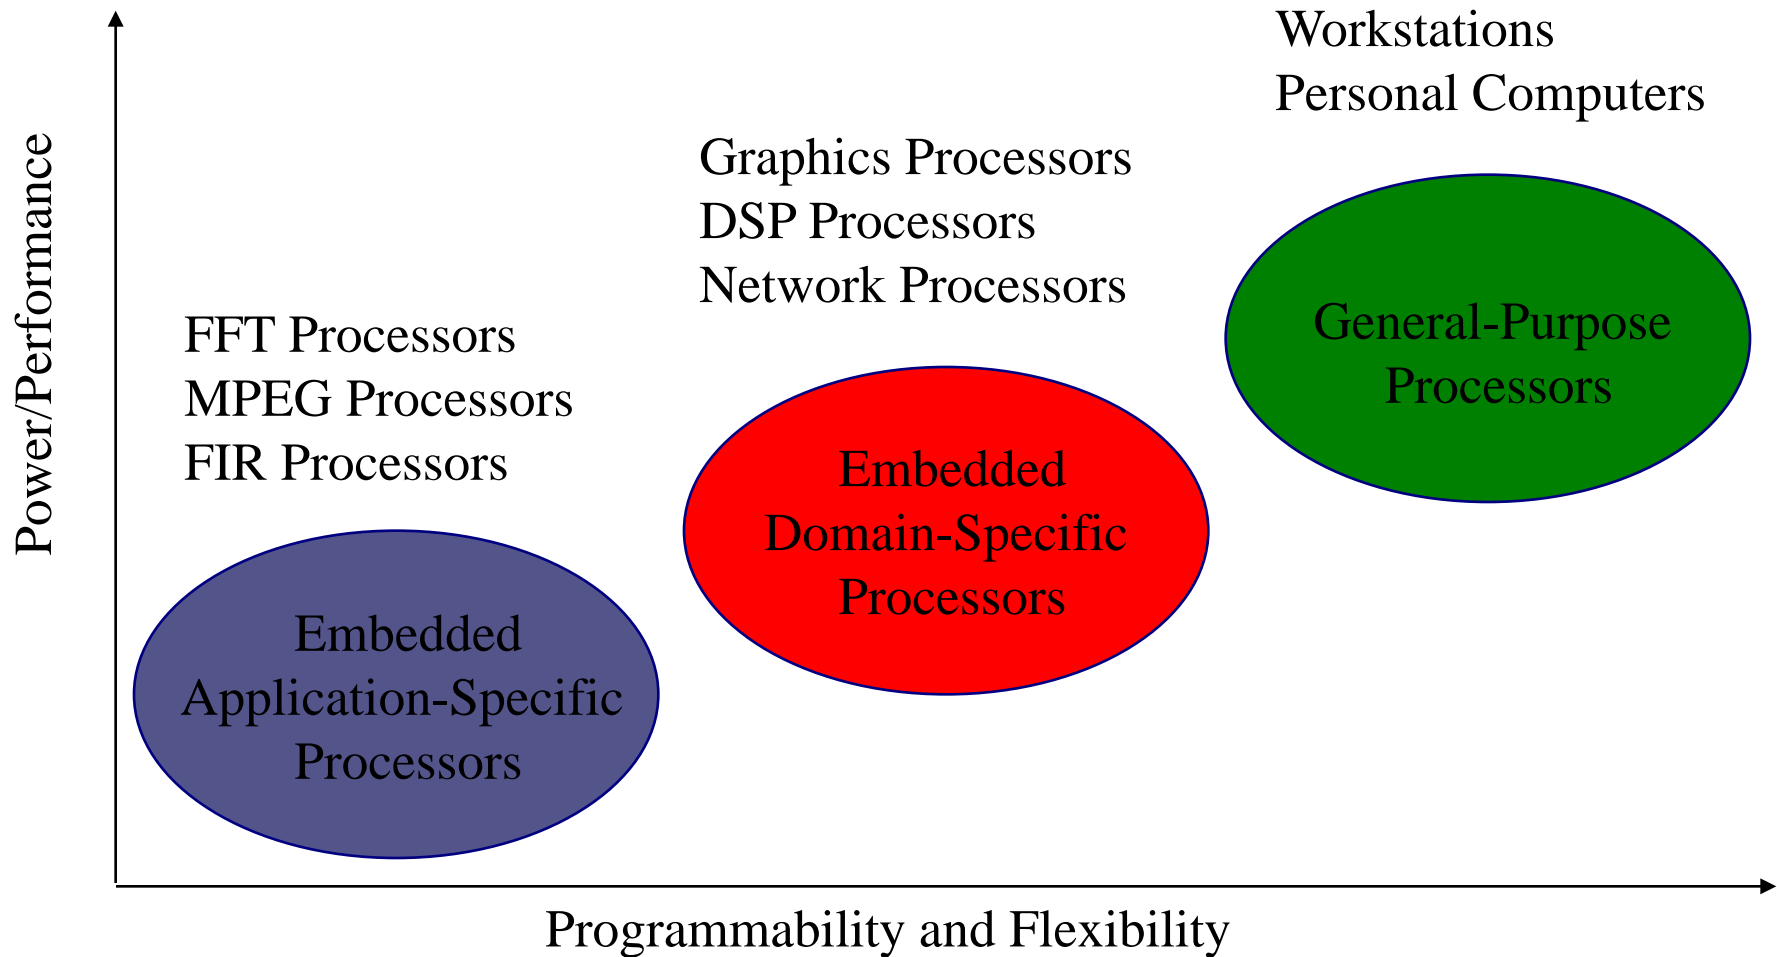 Workstations
Personal Computers
Graphics Processors
DSP Processors
Network Processors
General-Purpose
Processors
FFT Processors
MPEG Processors
FIR Processors
Embedded
Domain-Specific
Processors
Embedded
Application-Specific
Processors
Power/Performance
Programmability and Flexibility